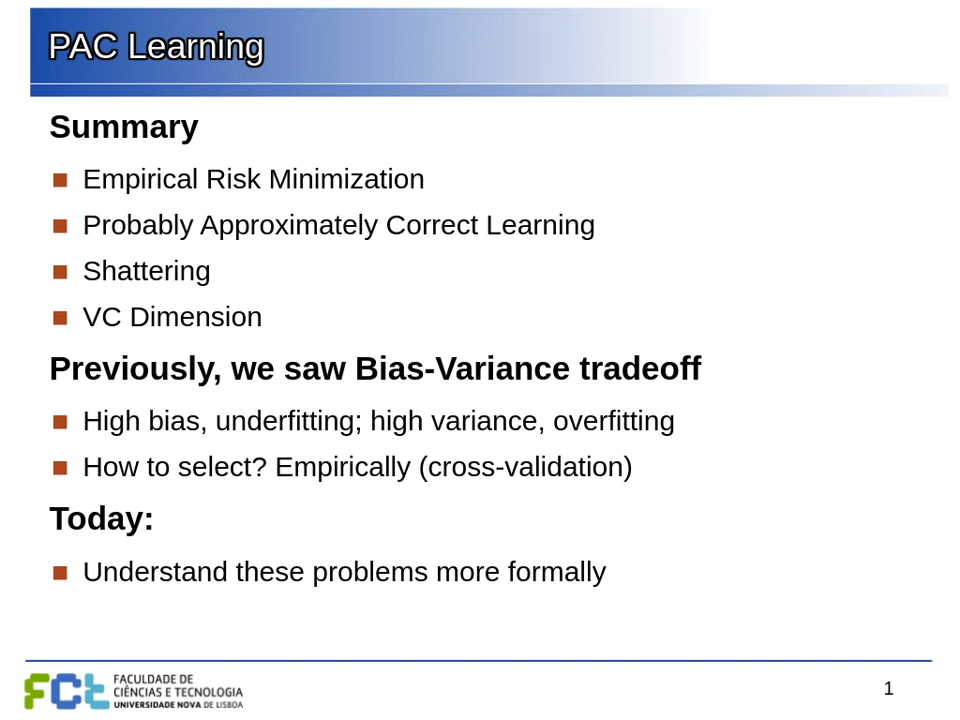 PAC Learning
Summary
Empirical Risk Minimization
Probably Approximately Correct Learning
Shattering
VC Dimension
Previously, we saw Bias-Variance tradeoff
High bias, underfitting; high variance, overfitting
How to select? Empirically (cross-validation)
Today:
Understand these problems more formally
FCt
FACULDADE DE
CIÊNCIAS E TECNOLOGIA
UNIVERSIDADE NOVA DE LISBOA
1